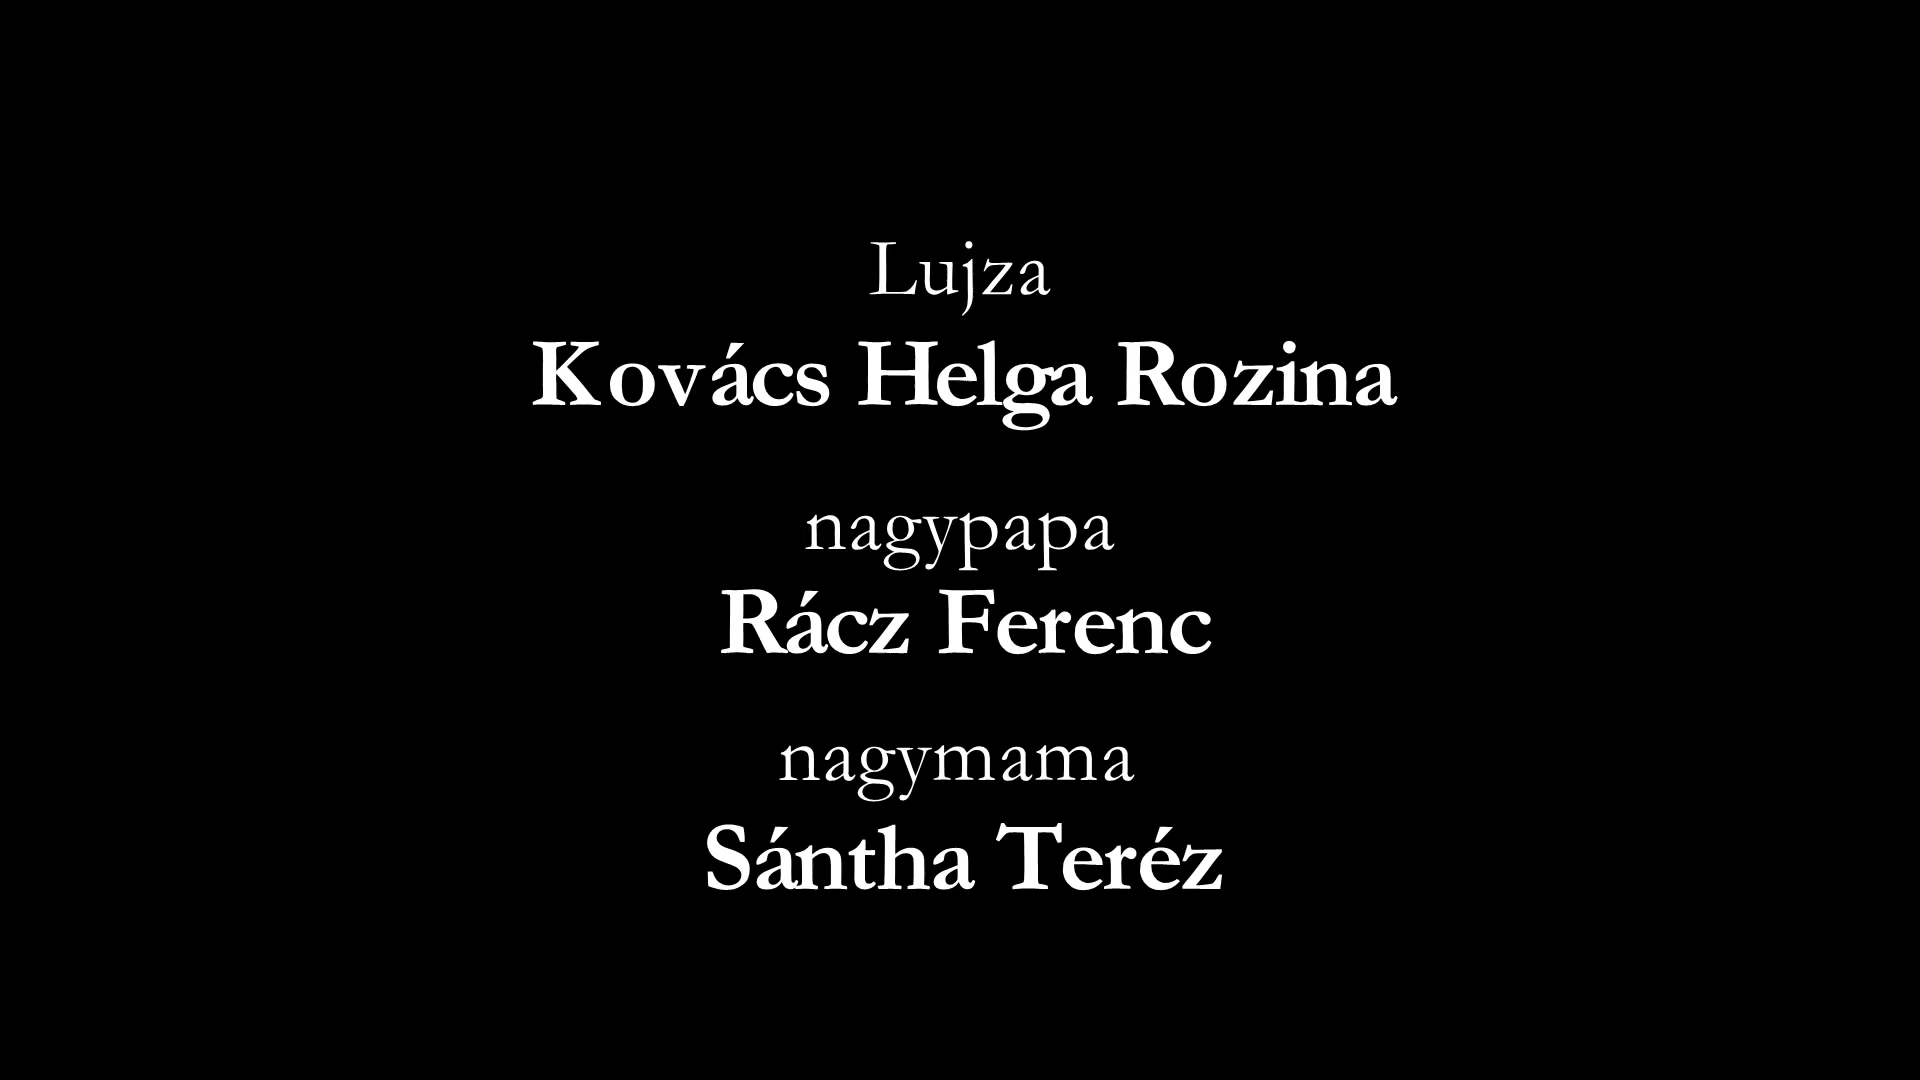 Lujza
Kovács Helga Rozina
nagypapa
Rácz Ferenc
nagymama
Sántha Teréz